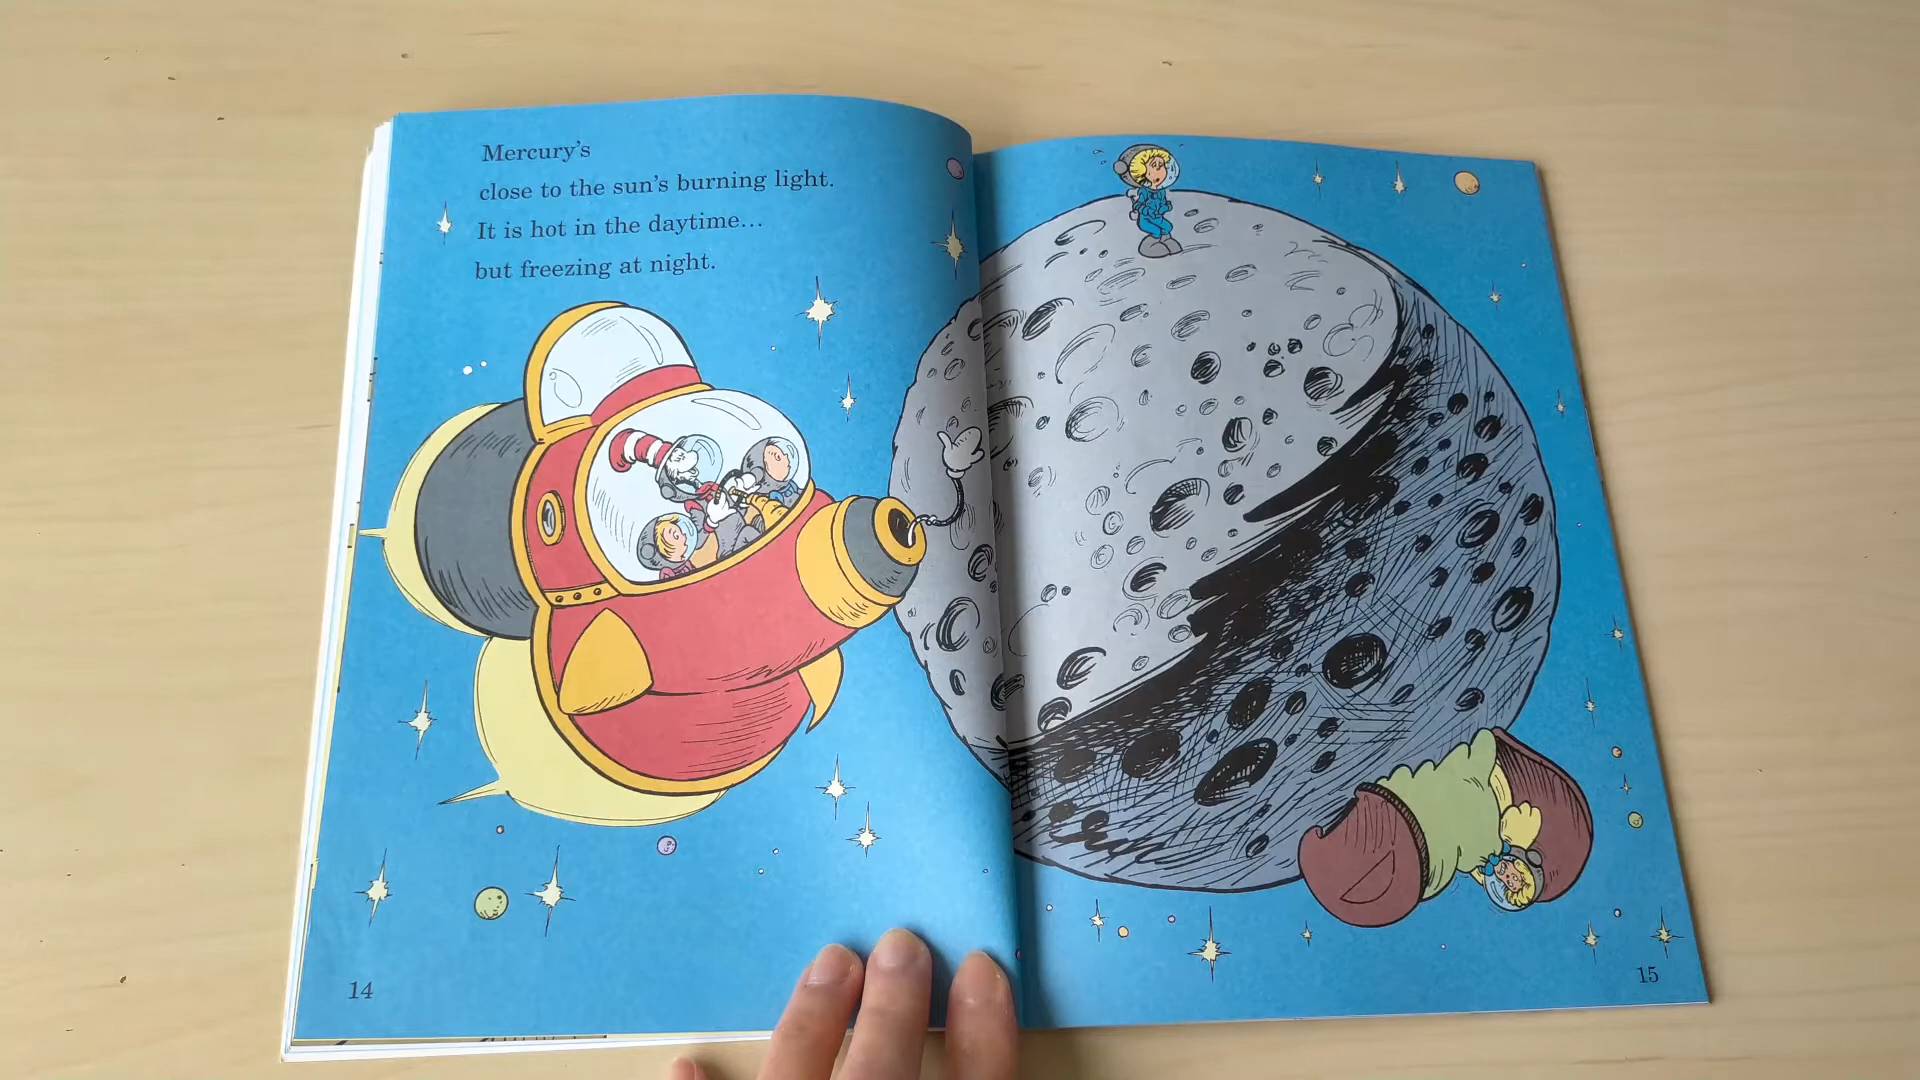 Mercury's
close to the sun's burning light.
It is hot in the daytime...
but freezing at night.
14
15